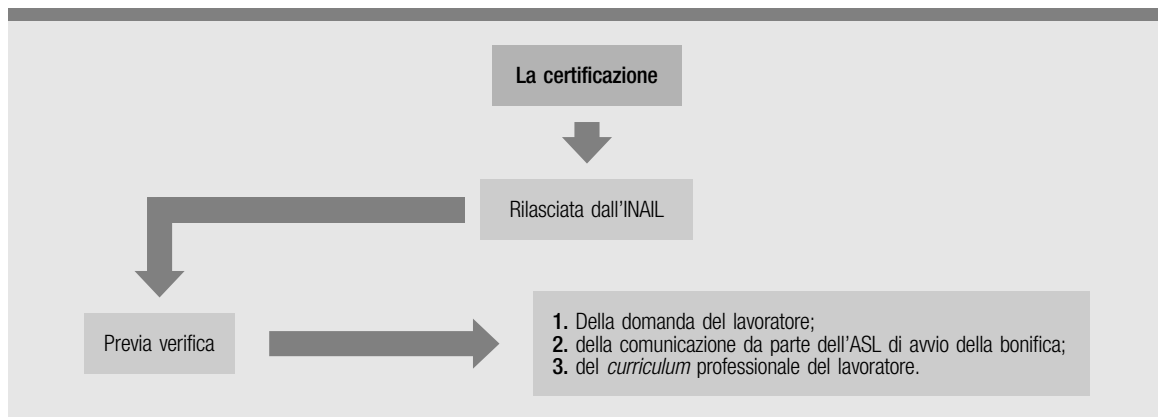 La certificazione
Rilasciata dall'INAIL
Previa verifica
1. Della domanda del lavoratore;
2. della comunicazione da parte dell'ASL di avvio della bonifica;
3. del curriculum professionale del lavoratore.